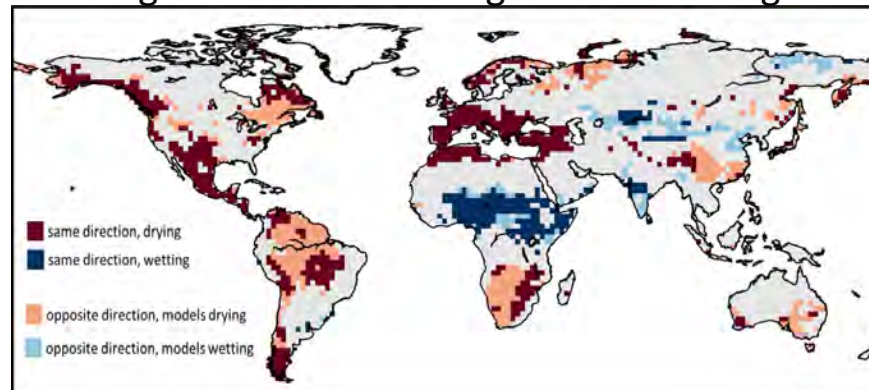 same direction, drying
same direction, wetting
opposite direction, models drying
opposite direction, models wetting